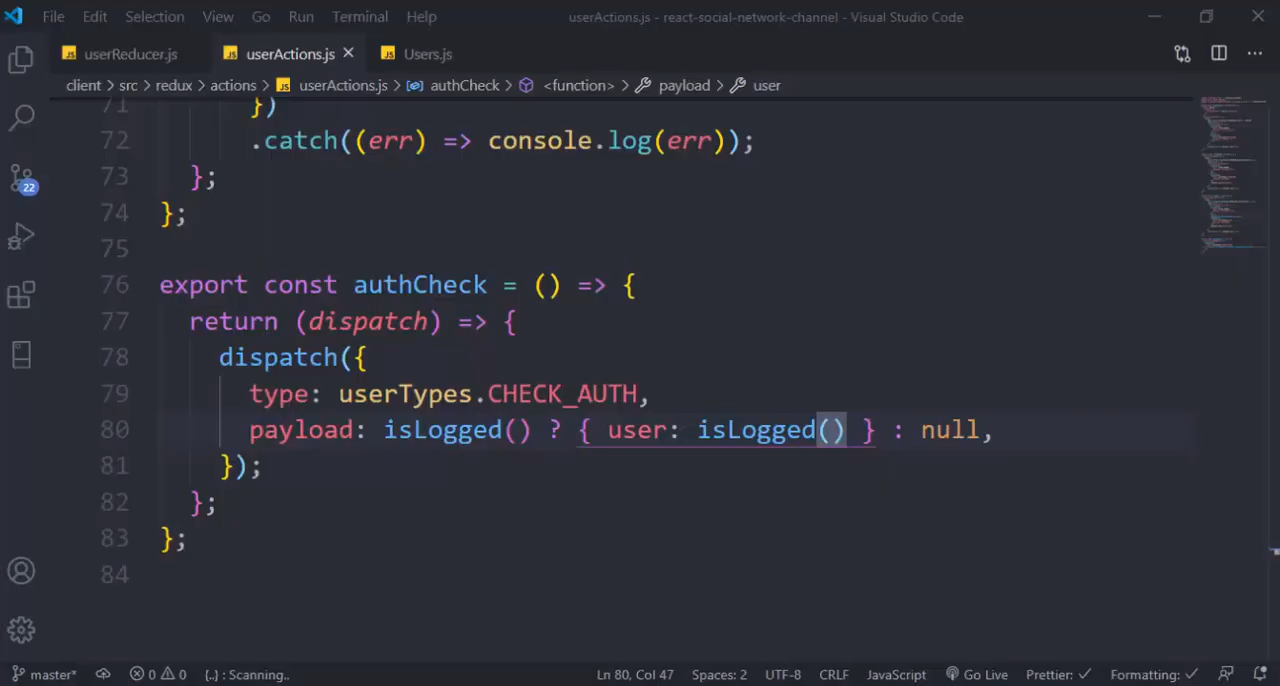 File Edit Selection View Go Run Terminal Help userActions.js - react-social-network-channel - Visual Studio Code
JS userReducer.js JS userActions.js JS Users.js
client > src > redux > actions > JS userActions.js > authCheck > <function> > payload > user
71 })
72 .catch((err) => console.log(err));
73 };
74 };
75
76 export const authCheck = () => {
77 return (dispatch) => {
78 dispatch({
79 type: userTypes.CHECK_AUTH,
80 payload: isLogged() ? { user: isLogged() } : null,
81 });
82 };
83 };
84
22
master* 0 0 {..} : Scanning.. Ln 80, Col 47 Spaces: 2 UTF-8 CRLF JavaScript Go Live Prettier: ✓ Formatting: ✓